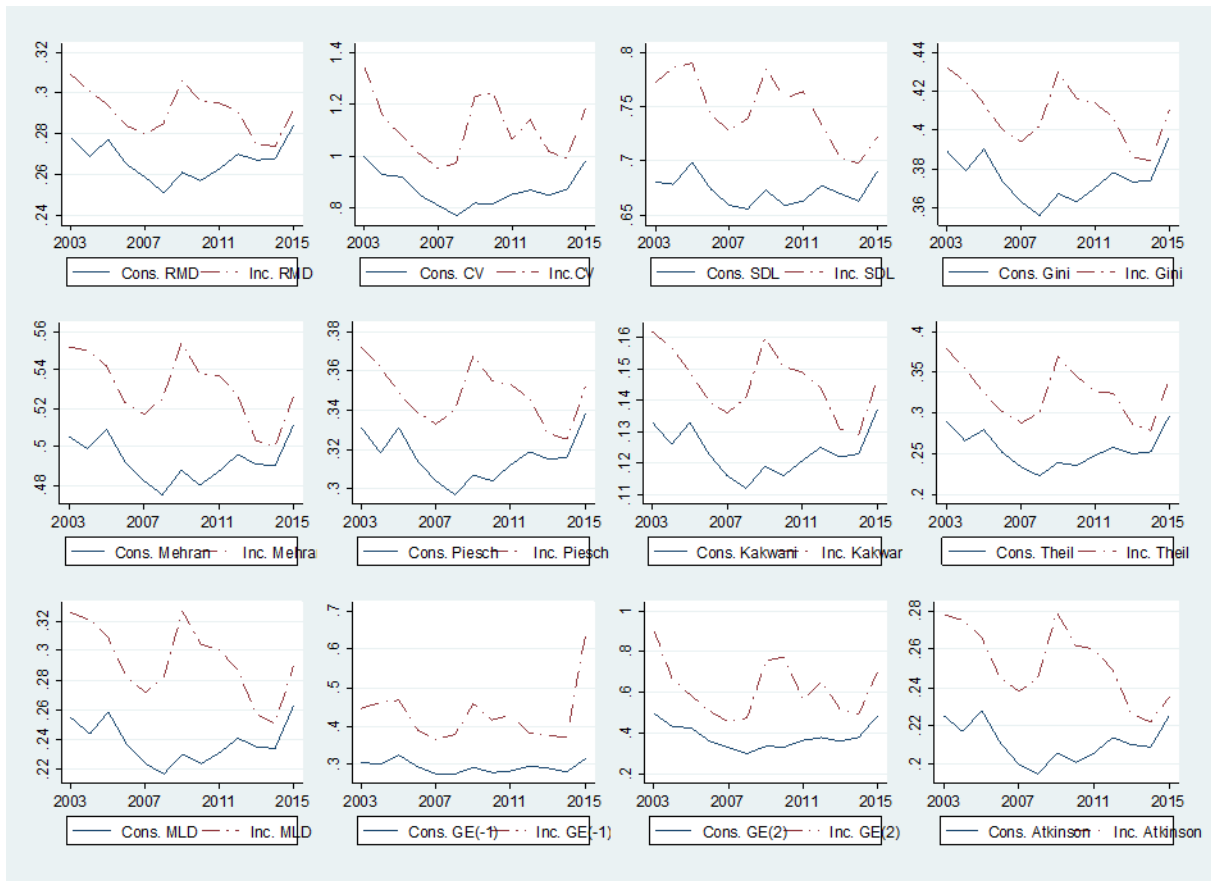 .32
.3
.28
.26
.24
2003 2007 2011 2015
Cons. RMD Inc. RMD
1.4
1.2
1
.8
2003 2007 2011 2015
Cons. CV Inc.CV
.8
.75
.7
.65
2003 2007 2011 2015
Cons. SDL Inc. SDL
.44
.42
.4
.38
.36
2003 2007 2011 2015
Cons. Gini Inc. Gini
.56
.54
.52
.5
.48
2003 2007 2011 2015
Cons. Mehran Inc. Mehran
.38
.36
.34
.32
.3
2003 2007 2011 2015
Cons. Piesch Inc. Piesch
.16
.15
.14
.13
.12
.11
2003 2007 2011 2015
Cons. Kakwani Inc. Kakwar
.4
.35
.3
.25
.2
2003 2007 2011 2015
Cons. Theil Inc. Theil
.32
.3
.28
.26
.24
.22
2003 2007 2011 2015
Cons. MLD Inc. MLD
.7
.6
.5
.4
.3
2003 2007 2011 2015
Cons. GE(-1) Inc. GE(-1)
1
.8
.6
.4
.2
2003 2007 2011 2015
Cons. GE(2) Inc. GE(2)
.28
.26
.24
.22
.2
2003 2007 2011 2015
Cons. Atkinson Inc. Atkinson